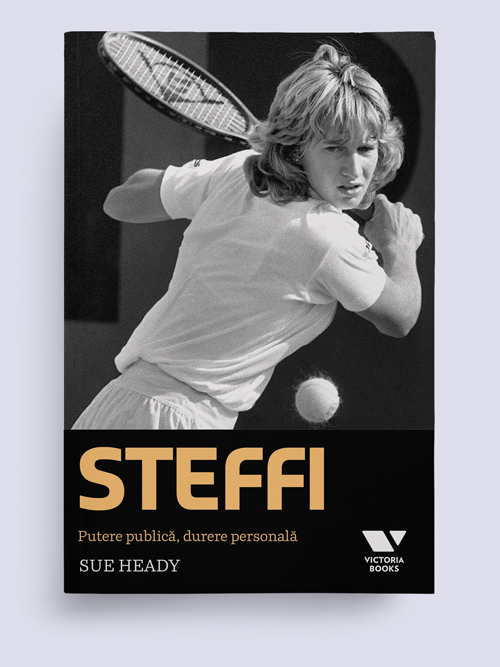 STEFFI
Putere publică, durere personală
SUE HEADY
VICTORIA
BOOKS